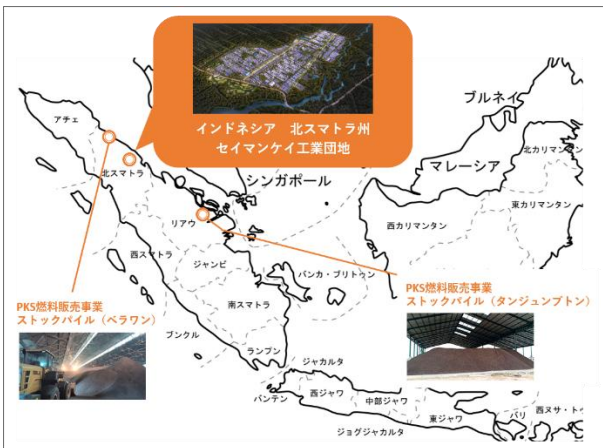 インドネシア　北スマトラ州
セイマンケイ工業団地
ブルネイ
アチェ
北スマトラ
シンガポール
マレーシア
北カリマンタン
東カリマンタン
西カリマンタン
リアウ
西スマトラ
ジャンビ
バンカ・ブリトゥン
PKS燃料販売事業
ストックパイル（ベラワン）
南スマトラ
PKS燃料販売事業
ストックパイル（タンジュンプトン）
ブンクル
ランプン
ジャカルタ
バンテン
西ジャワ
中部ジャワ
東ジャワ
バリ
西ヌサ・トゥ
ジョグジャカルタ